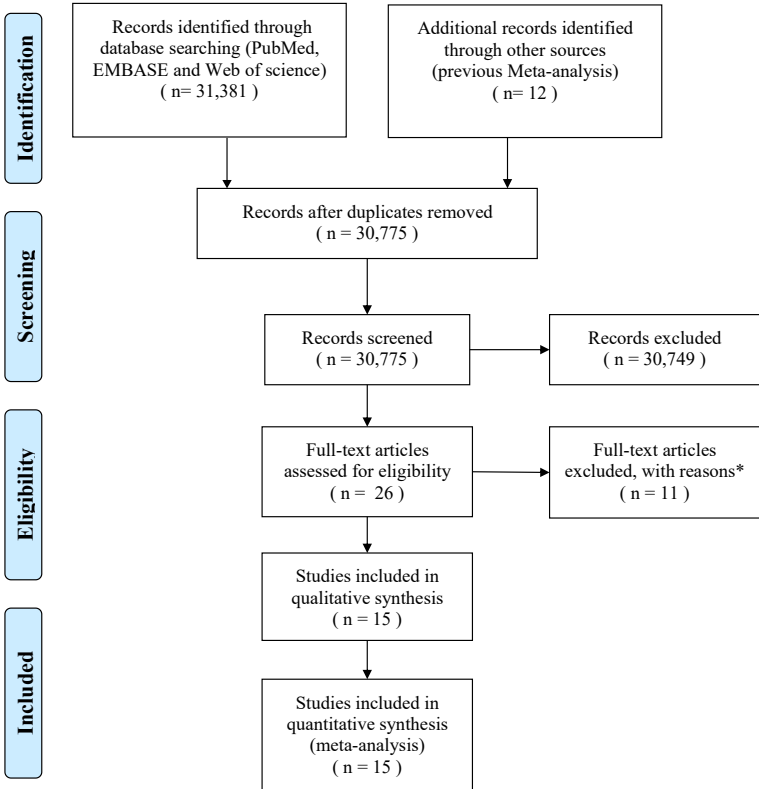 Identification
Records identified through
database searching (PubMed,
EMBASE and Web of science)
( n= 31,381 )
Additional records identified
through other sources
(previous Meta-analysis)
( n= 12 )
Records after duplicates removed
( n = 30,775 )
Screening
Records screened
( n = 30,775 )
Records excluded
( n = 30,749 )
Eligibility
Full-text articles
assessed for eligibility
( n = 26 )
Full-text articles
excluded, with reasons*
( n = 11 )
Studies included in
qualitative synthesis
( n = 15 )
Included
Studies included in
quantitative synthesis
(meta-analysis)
( n = 15 )